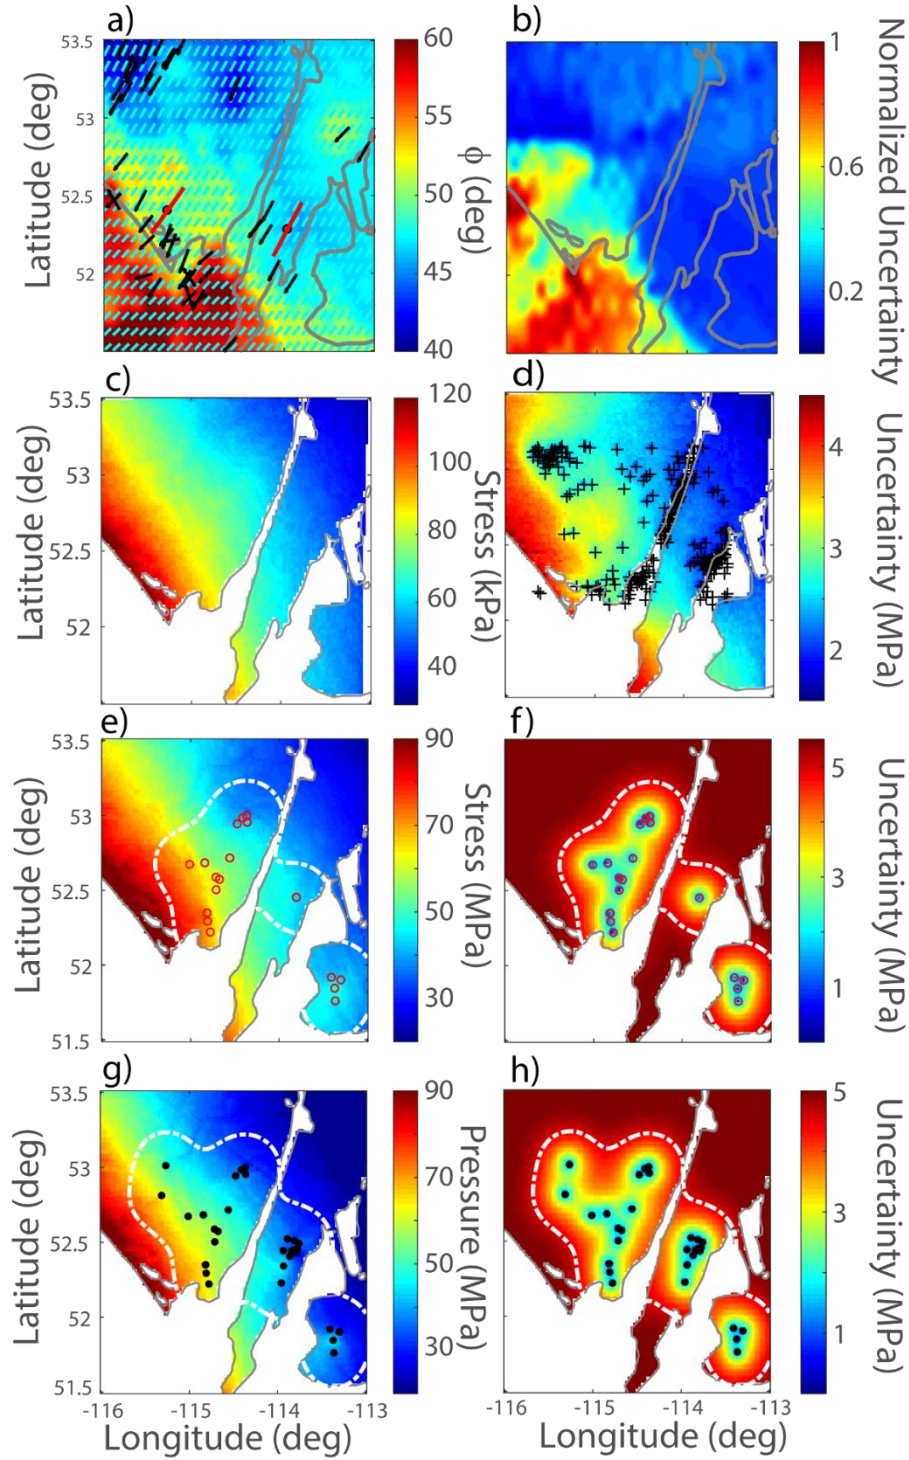 a)
b)
53.5
53
52.5
52
Latitude (deg)
60
55
50
45
40
ϕ (deg)
1
0.6
0.2
Normalized Uncertainty
c)
d)
53.5
53
52.5
52
Latitude (deg)
120
100
80
60
40
Stress (kPa)
4
3
2
Uncertainty (MPa)
e)
f)
53.5
53
52.5
52
51.5
Latitude (deg)
90
70
50
30
Stress (MPa)
5
3
1
Uncertainty (MPa)
g)
h)
53.5
53
52.5
52
51.5
Latitude (deg)
90
70
50
30
Pressure (MPa)
5
3
1
Uncertainty (MPa)
-116
-115
-114
-113
Longitude (deg)
-116
-115
-114
-113
Longitude (deg)